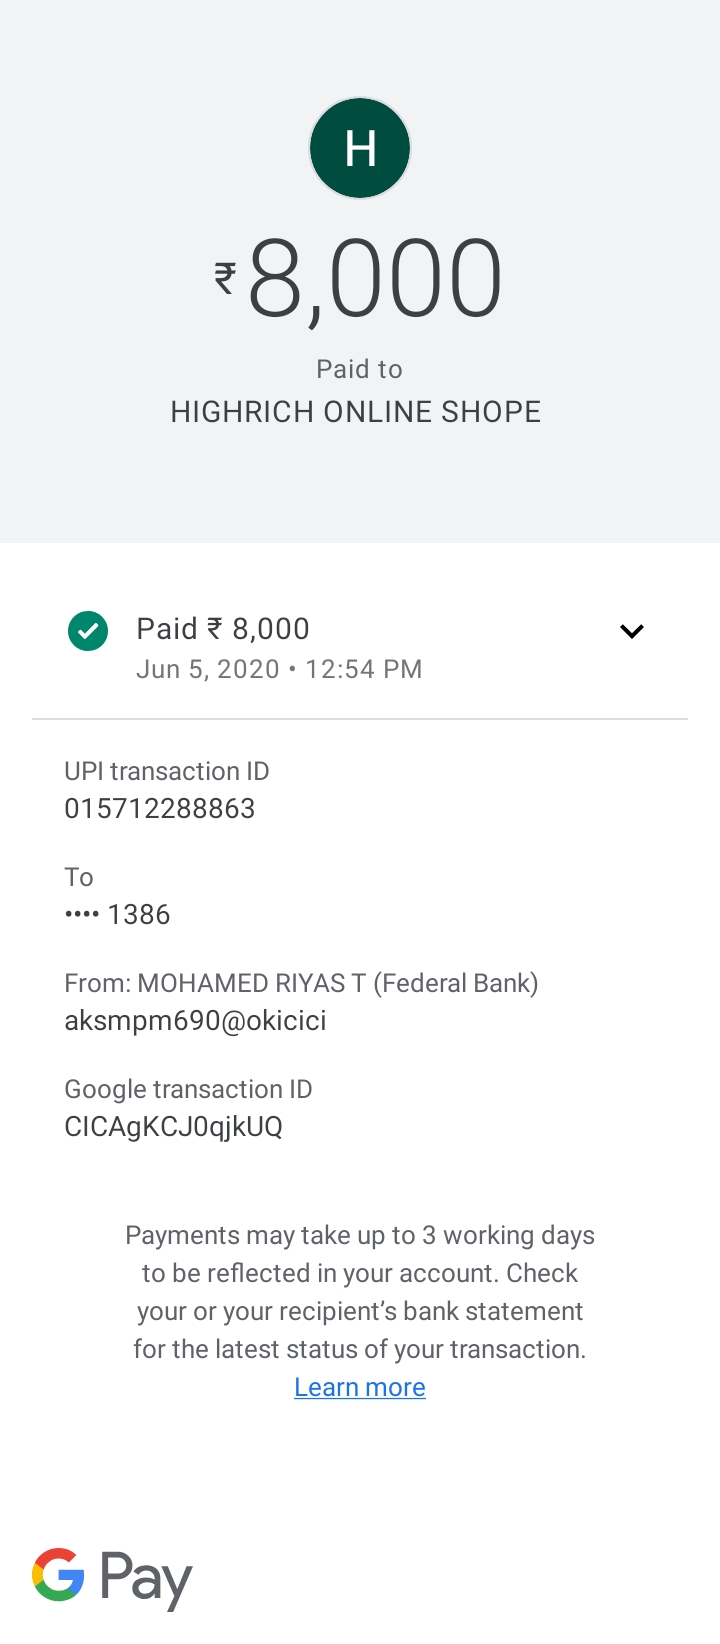 H
₹8,000
Paid to
HIGHRICH ONLINE SHOPE
Paid ₹ 8,000
Jun 5, 2020 • 12:54 PM
UPI transaction ID
015712288863
To
•••• 1386
From: MOHAMED RIYAS T (Federal Bank)
aksmpm690@okicici
Google transaction ID
CICAgKCJ0qjkUQ
Payments may take up to 3 working days
to be reflected in your account. Check
your or your recipient’s bank statement
for the latest status of your transaction.
Learn more
G Pay